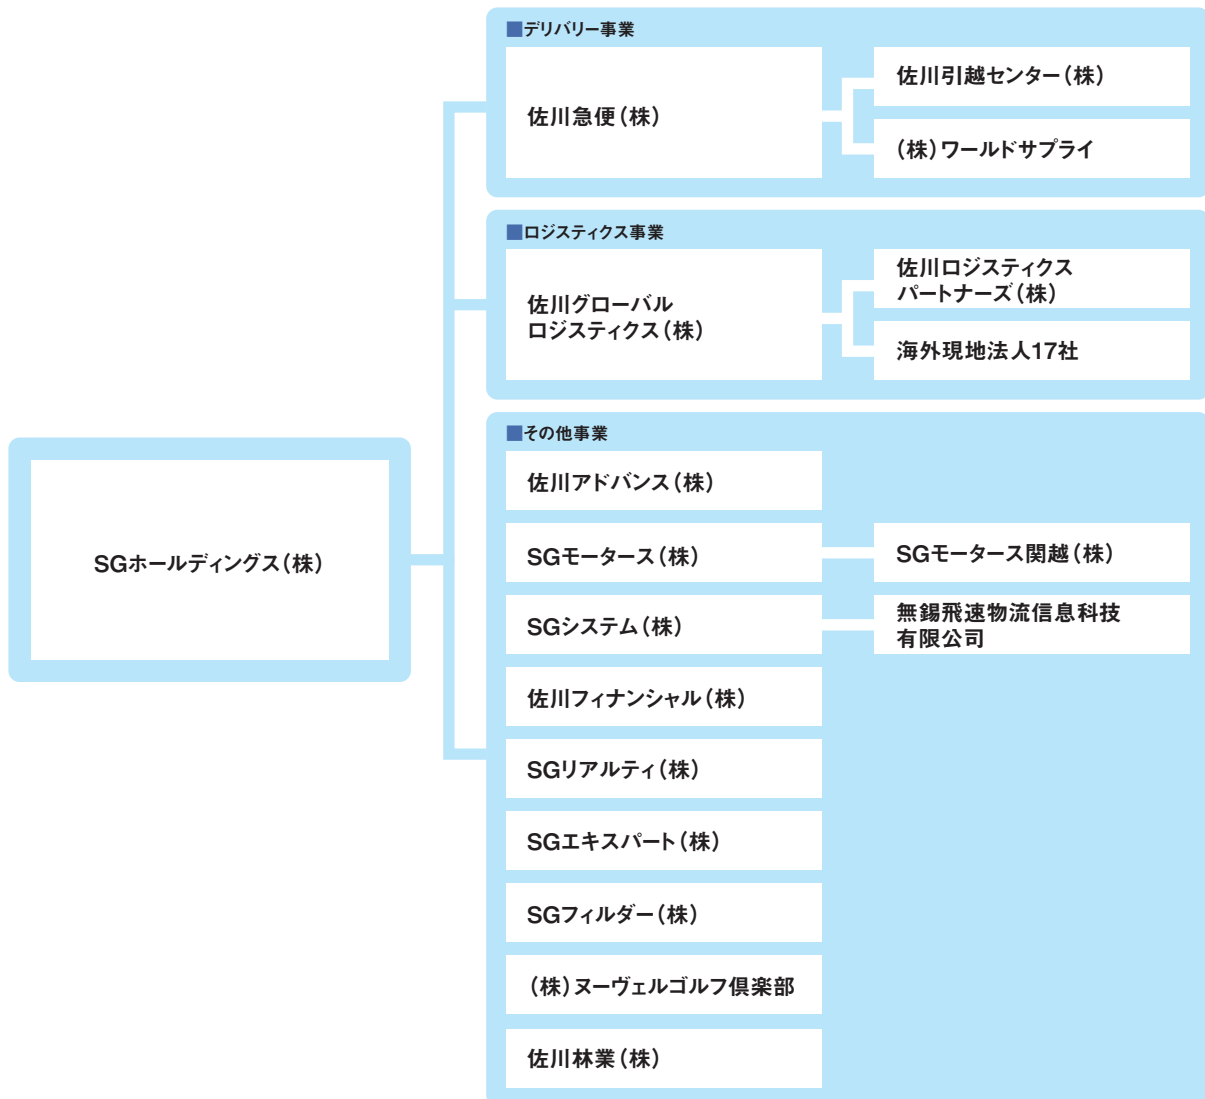 SGホールディングス(株)
■デリバリー事業
佐川急便(株)
佐川引越センター(株)
(株)ワールドサプライ
■ロジスティクス事業
佐川グローバル
ロジスティクス(株)
佐川ロジスティクス
パートナーズ(株)
海外現地法人17社
■その他事業
佐川アドバンス(株)
SGモータース(株)
SGモータース関越(株)
SGシステム(株)
無錫飛速物流信息科技
有限公司
佐川フィナンシャル(株)
SGリアルティ(株)
SGエキスパート(株)
SGフィルダー(株)
(株)ヌーヴェルゴルフ倶楽部
佐川林業(株)